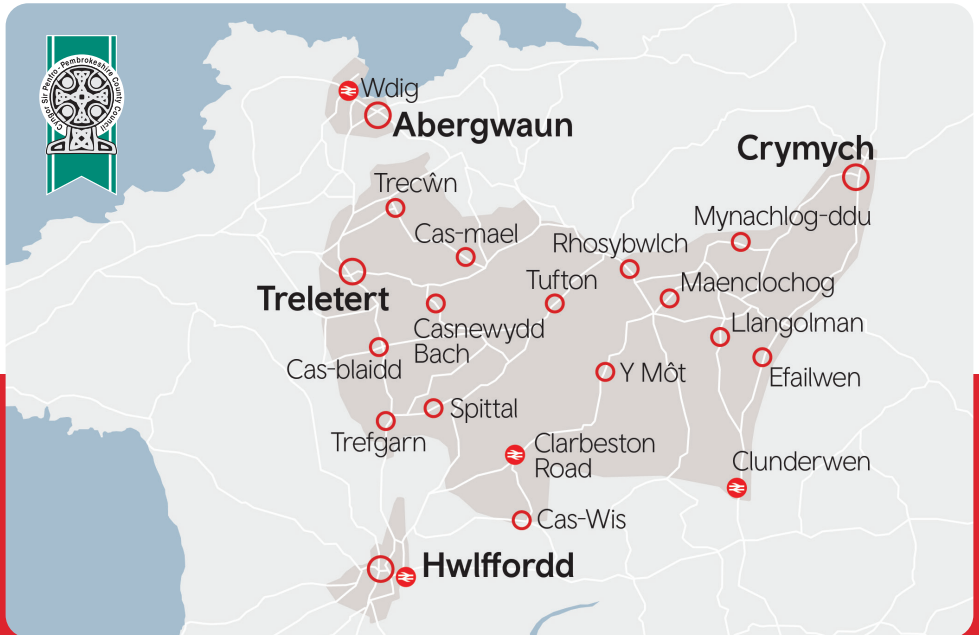 Cyngor Sir Penfro - Pembrokeshire County Council
Wdig
Abergwaun
Crymych
Trecŵn
Mynachlog-ddu
Cas-mael
Rhosybwlch
Tufton
Maenclochog
Treletert
Casnewydd
Bach
Llangolman
Cas-blaidd
Y Môt
Efailwen
Spittal
Trefgarn
Clarbeston
Road
Clunderwen
Cas-Wis
Hwlffordd